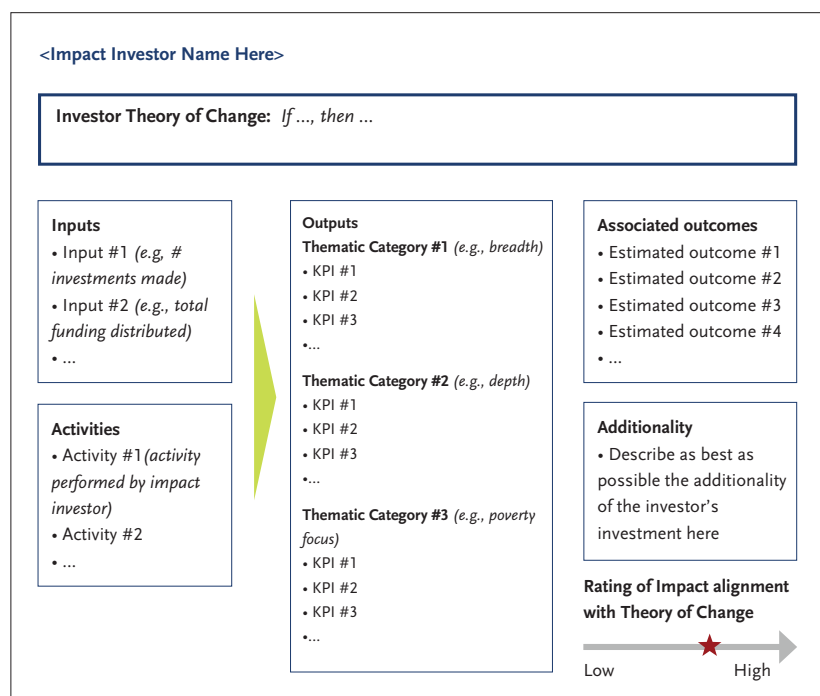 <Impact Investor Name Here>
Investor Theory of Change: If ..., then ...
Inputs
• Input #1 (e.g, #
investments made)
• Input #2 (e.g., total
funding distributed)
• ...
Activities
• Activity #1(activity
performed by impact
investor)
• Activity #2
• ...
Outputs
Thematic Category #1 (e.g., breadth)
• KPI #1
• KPI #2
• KPI #3
•...
Thematic Category #2 (e.g., depth)
• KPI #1
• KPI #2
• KPI #3
•...
Thematic Category #3 (e.g., poverty
focus)
• KPI #1
• KPI #2
• KPI #3
•...
Associated outcomes
• Estimated outcome #1
• Estimated outcome #2
• Estimated outcome #3
• Estimated outcome #4
• ...
Additionality
• Describe as best as
possible the additionality
of the investor’s
investment here
Rating of Impact alignment
with Theory of Change
Low High